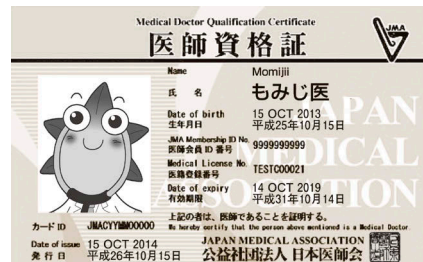 Medical Doctor Qualification Certificate
医師資格証
JMA
Name Momijii
氏 名 もみじ医
Date of birth 15 OCT 2013
生年月日 平成25年10月15日
JMA Membership ID No. 9999999999
医師会員ID番号
Medical License No. TESTC00021
医籍登録番号
Date of expiry 14 OCT 2019
有効期限 平成31年10月14日
上記の者は、医師であることを証明する。
We hereby certify that the person above mentioned is a Medical Doctor
カードID JMACYYMM00000
Date of issue 15 OCT 2014
発 行 日 平成26年10月15日
JAPAN MEDICAL ASSOCIATION
公益社団法人 日本医師会
JAPAN
MEDICAL
ASSOCIATION